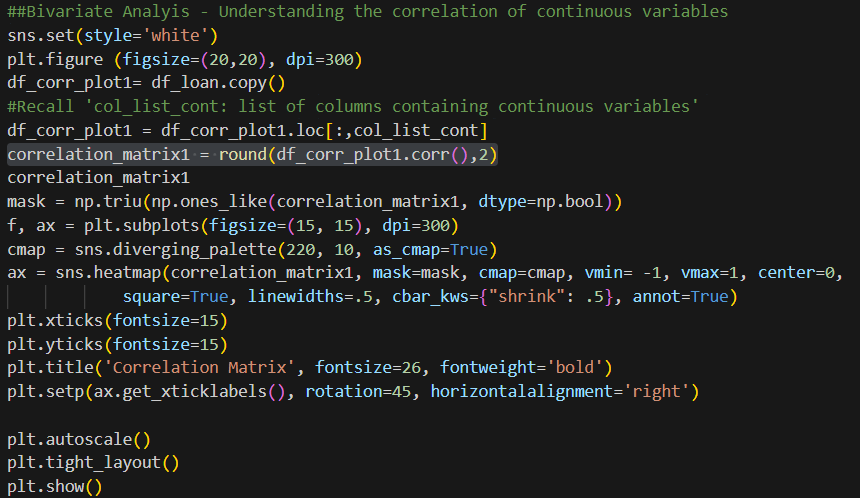 ##Bivariate Analyis - Understanding the correlation of continuous variables
sns.set(style='white')
plt.figure (figsize=(20,20), dpi=300)
df_corr_plot1= df_loan.copy()
#Recall 'col_list_cont: list of columns containing continuous variables'
df_corr_plot1 = df_corr_plot1.loc[:,col_list_cont]
correlation_matrix1 = round(df_corr_plot1.corr(),2)
correlation_matrix1
mask = np.triu(np.ones_like(correlation_matrix1, dtype=np.bool))
f, ax = plt.subplots(figsize=(15, 15), dpi=300)
cmap = sns.diverging_palette(220, 10, as_cmap=True)
ax = sns.heatmap(correlation_matrix1, mask=mask, cmap=cmap, vmin= -1, vmax=1, center=0,
            square=True, linewidths=.5, cbar_kws={"shrink": .5}, annot=True)
plt.xticks(fontsize=15)
plt.yticks(fontsize=15)
plt.title('Correlation Matrix', fontsize=26, fontweight='bold')
plt.setp(ax.get_xticklabels(), rotation=45, horizontalalignment='right')
plt.autoscale()
plt.tight_layout()
plt.show()